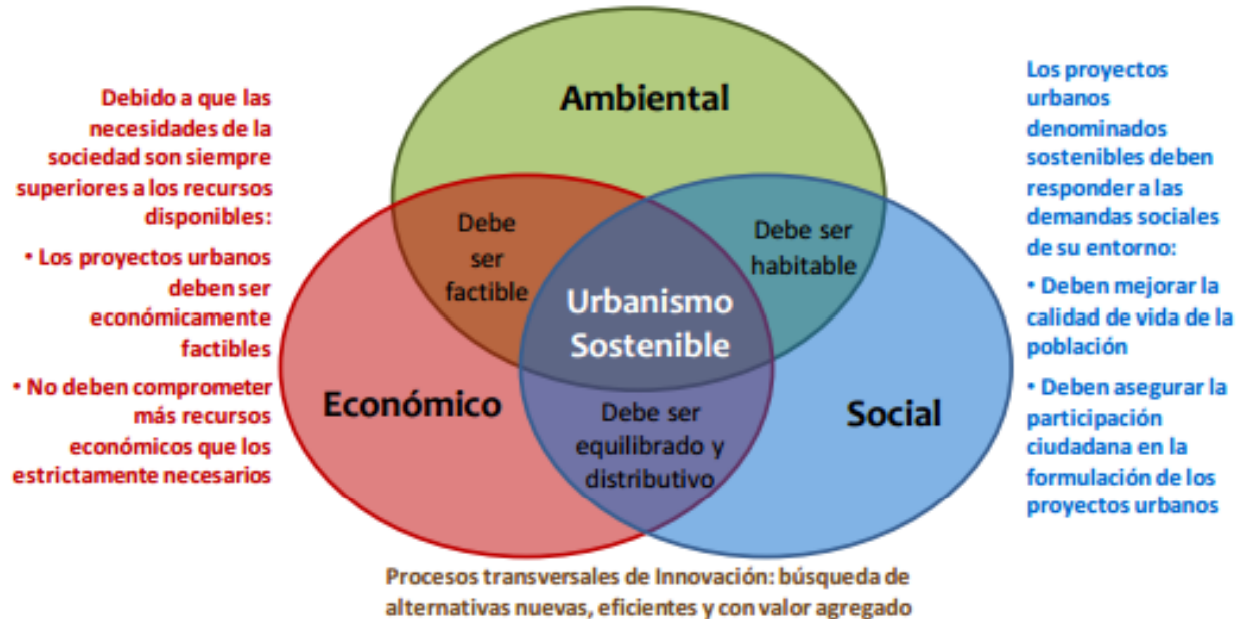 Debido a que las
necesidades de la
sociedad son siempre
superiores a los recursos
disponibles:
• Los proyectos urbanos
deben ser
económicamente
factibles
• No deben comprometer
más recursos
económicos que los
estrictamente necesarios
Ambiental
Debe
ser
factible
Debe ser
habitable
Urbanismo
Sostenible
Económico
Social
Debe ser
equilibrado y
distributivo
Los proyectos
urbanos
denominados
sostenibles deben
responder a las
demandas sociales
de su entorno:
• Deben mejorar la
calidad de vida de la
población
• Deben asegurar la
participación
ciudadana en la
formulación de los
proyectos urbanos
Procesos transversales de Innovación: búsqueda de
alternativas nuevas, eficientes y con valor agregado